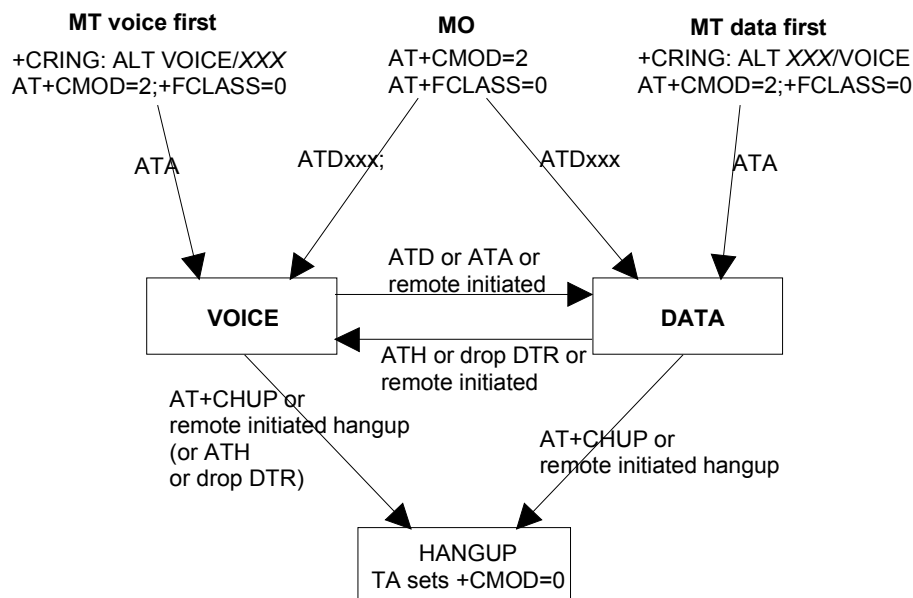 MT voice first
+CRING: ALT VOICE/XXX
AT+CMOD=2;+FCLASS=0
MO
AT+CMOD=2
AT+FCLASS=0
MT data first
+CRING: ALT XXX/VOICE
AT+CMOD=2;+FCLASS=0
ATA
ATDxxx;
ATDxxx
ATA
ATD or ATA or
remote initiated
VOICE
DATA
ATH or drop DTR or
remote initiated
AT+CHUP or
remote initiated hangup
(or ATH
or drop DTR)
AT+CHUP or
remote initiated hangup
HANGUP
TA sets +CMOD=0